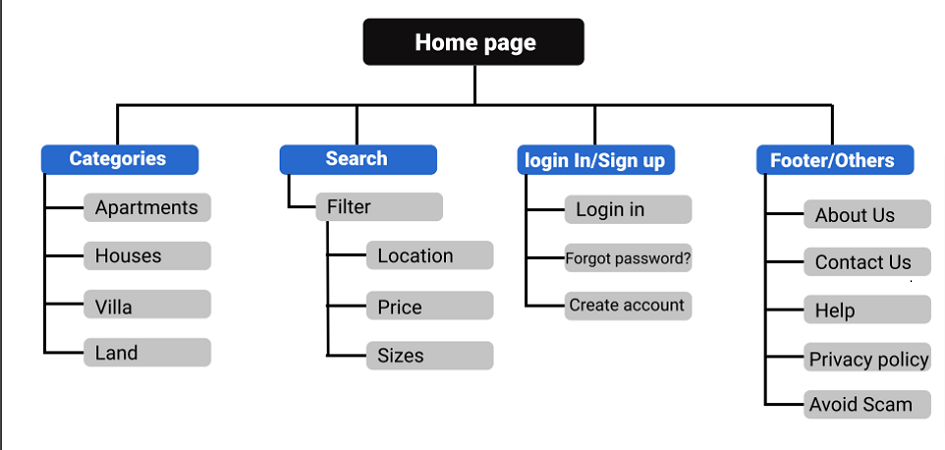 Home page
Categories
Apartments
Houses
Villa
Land
Search
Filter
Location
Price
Sizes
login In/Sign up
Login in
Forgot password?
Create account
Footer/Others
About Us
Contact Us
Help
Privacy policy
Avoid Scam